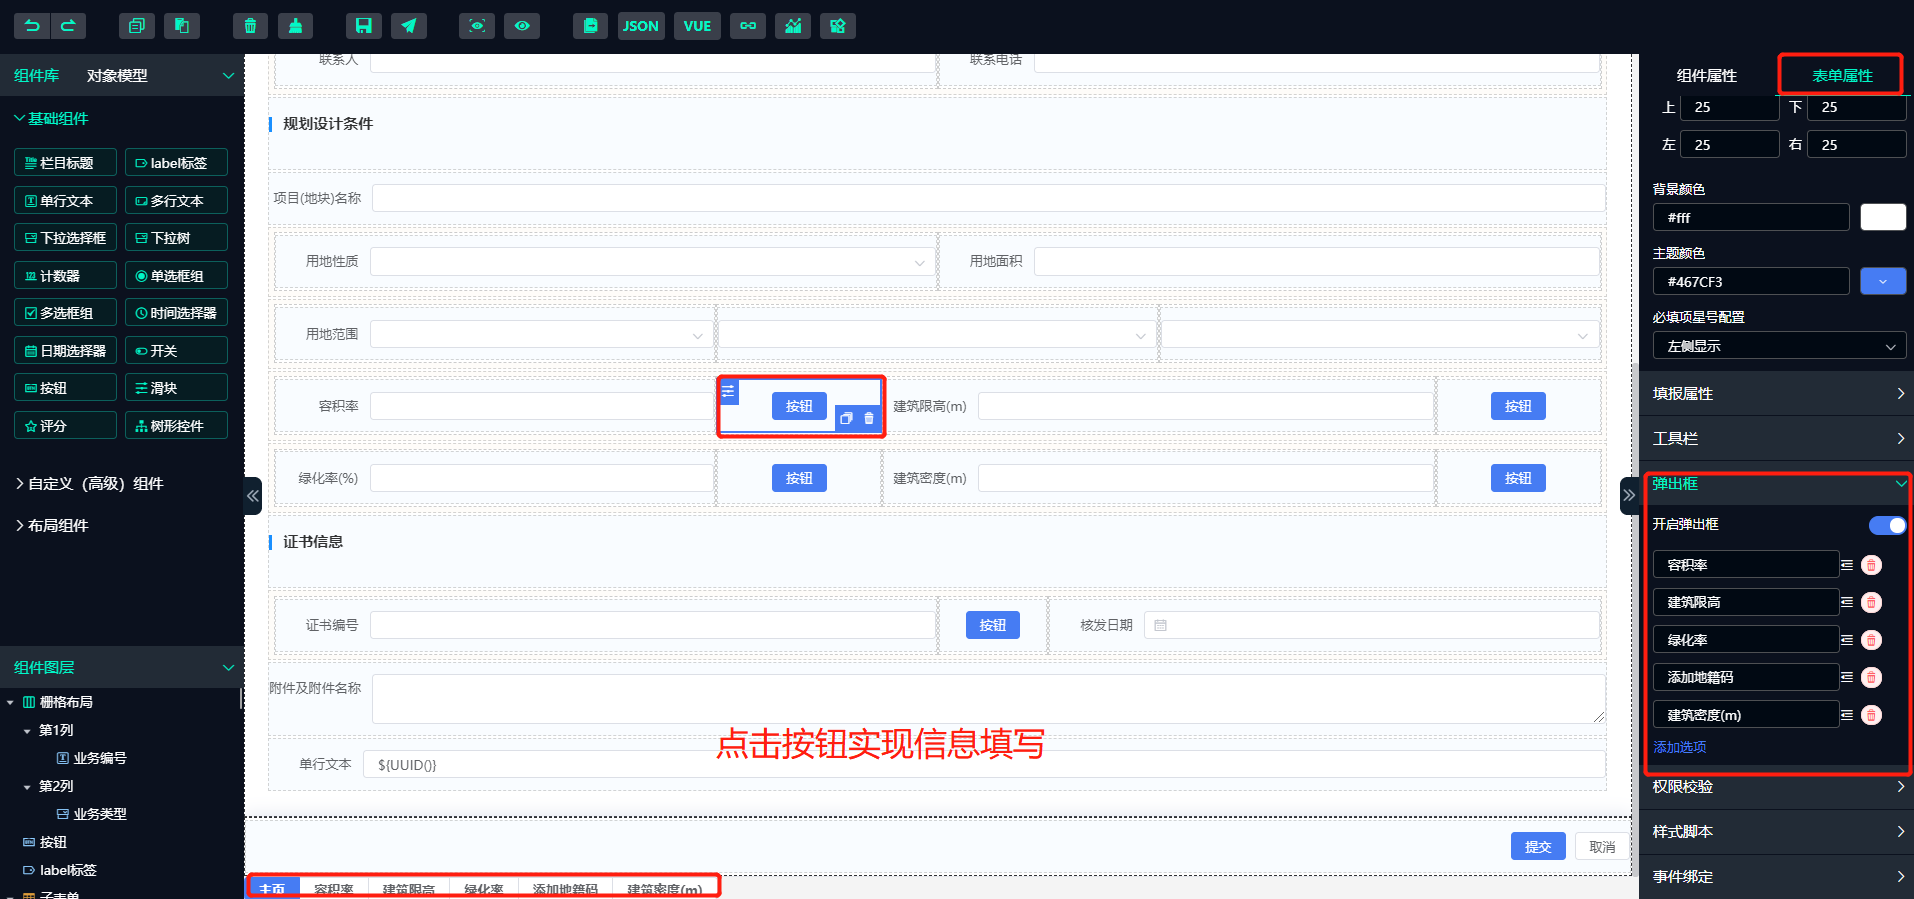 JSON
VUE
组件库
对象模型
基础组件
栏目标题
label标签
单行文本
多行文本
下拉选择框
下拉树
计数器
单选框组
多选框组
时间选择器
日期选择器
开关
按钮
滑块
评分
树形控件
自定义（高级）组件
布局组件
组件图层
栅格布局
第1列
业务编号
第2列
业务类型
按钮
label标签
子表单
联系人
联系电话
规划设计条件
项目(地块)名称
用地性质
用地面积
用地范围
容积率
按钮
建筑限高(m)
按钮
绿化率(%)
按钮
建筑密度(m)
按钮
证书信息
证书编号
按钮
核发日期
附件及附件名称
点击按钮实现信息填写
单行文本
${UUID()}
提交
取消
主页
容积率
建筑限高
绿化率
添加地籍码
建筑密度(m)
组件属性
表单属性
上
25
下
25
左
25
右
25
背景颜色
#fff
主题颜色
#467CF3
必填项星号配置
左侧显示
填报属性
工具栏
弹出框
开启弹出框
容积率
建筑限高
绿化率
添加地籍码
建筑密度(m)
添加选项
权限校验
样式脚本
事件绑定